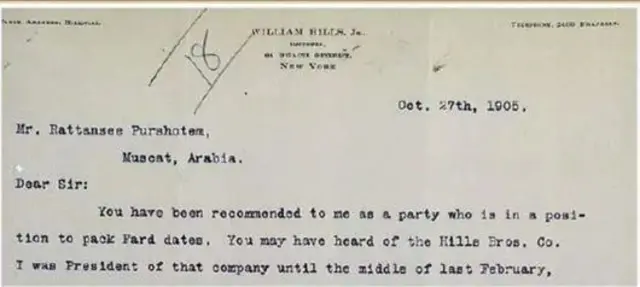 WILLIAM HILLS, Jr.
NEW YORK
18
Oct. 27th, 1905.
Mr. Rattansee Purshotem,
Muscat, Arabia.
Dear Sir:
You have been recommended to me as a party who is in a posi-
tion to pack Fard dates. You may have heard of the Hills Bros. Co.
I was President of that company until the middle of last February,